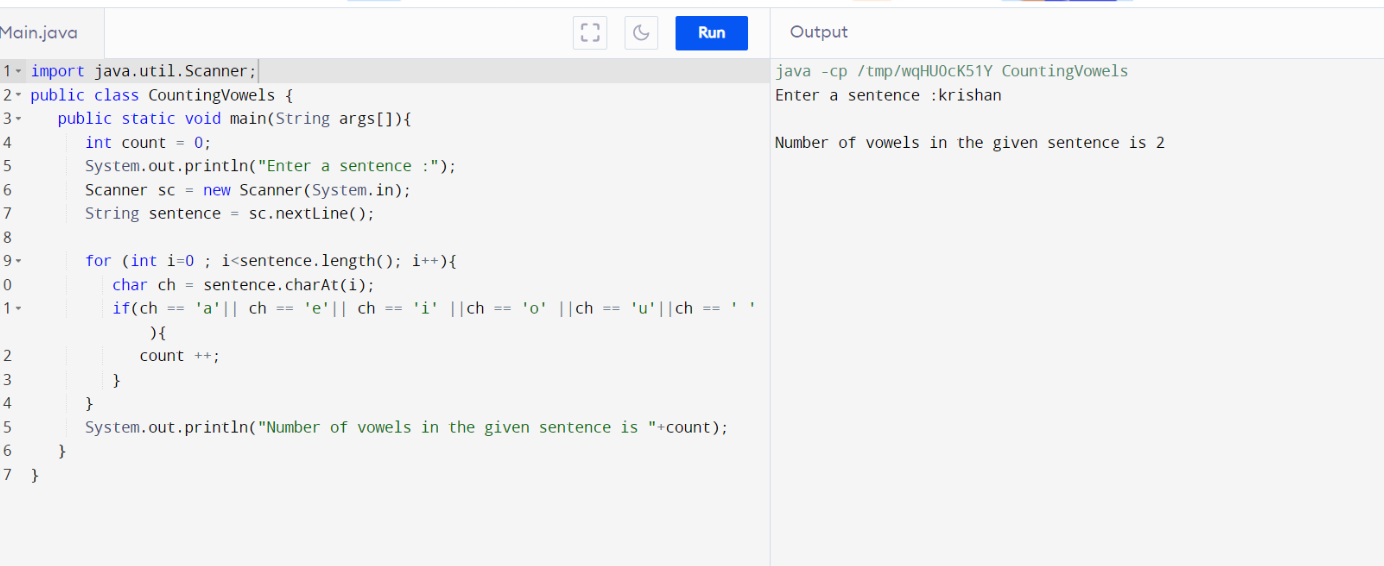 Main.java
Run
Output
1 import java.util.Scanner;
2 public class CountingVowels {
3 public static void main(String args[]){
4 int count = 0;
5 System.out.println("Enter a sentence :");
6 Scanner sc = new Scanner(System.in);
7 String sentence = sc.nextLine();
8
9 for (int i=0 ; i<sentence.length(); i++){
0 char ch = sentence.charAt(i);
1 if(ch == 'a'|| ch == 'e'|| ch == 'i' ||ch == 'o' ||ch == 'u'||ch == ' '
){
2 count ++;
3 }
4 }
5 System.out.println("Number of vowels in the given sentence is "+count);
6 }
7 }
java -cp /tmp/wqHU0cK51Y CountingVowels
Enter a sentence :krishan
Number of vowels in the given sentence is 2